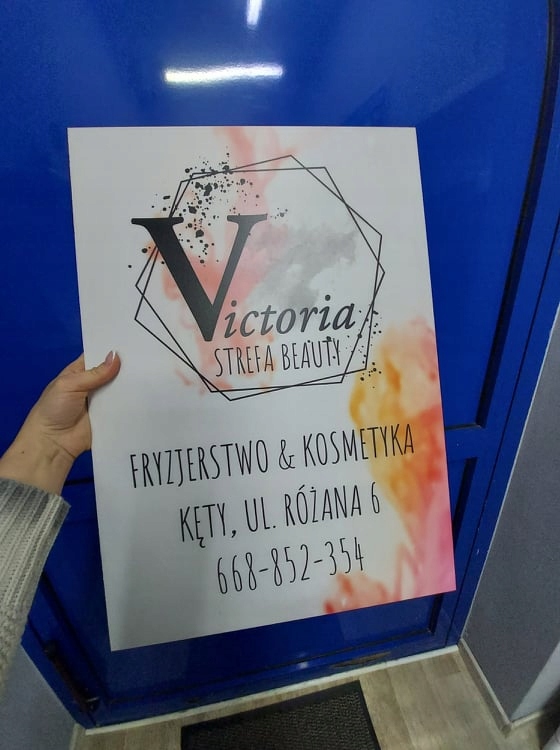 Victoria
STREFA BEAUTY
FRYZJERSTWO & KOSMETYKA
KĘTY, UL. RÓŻANA 6
668-852-354